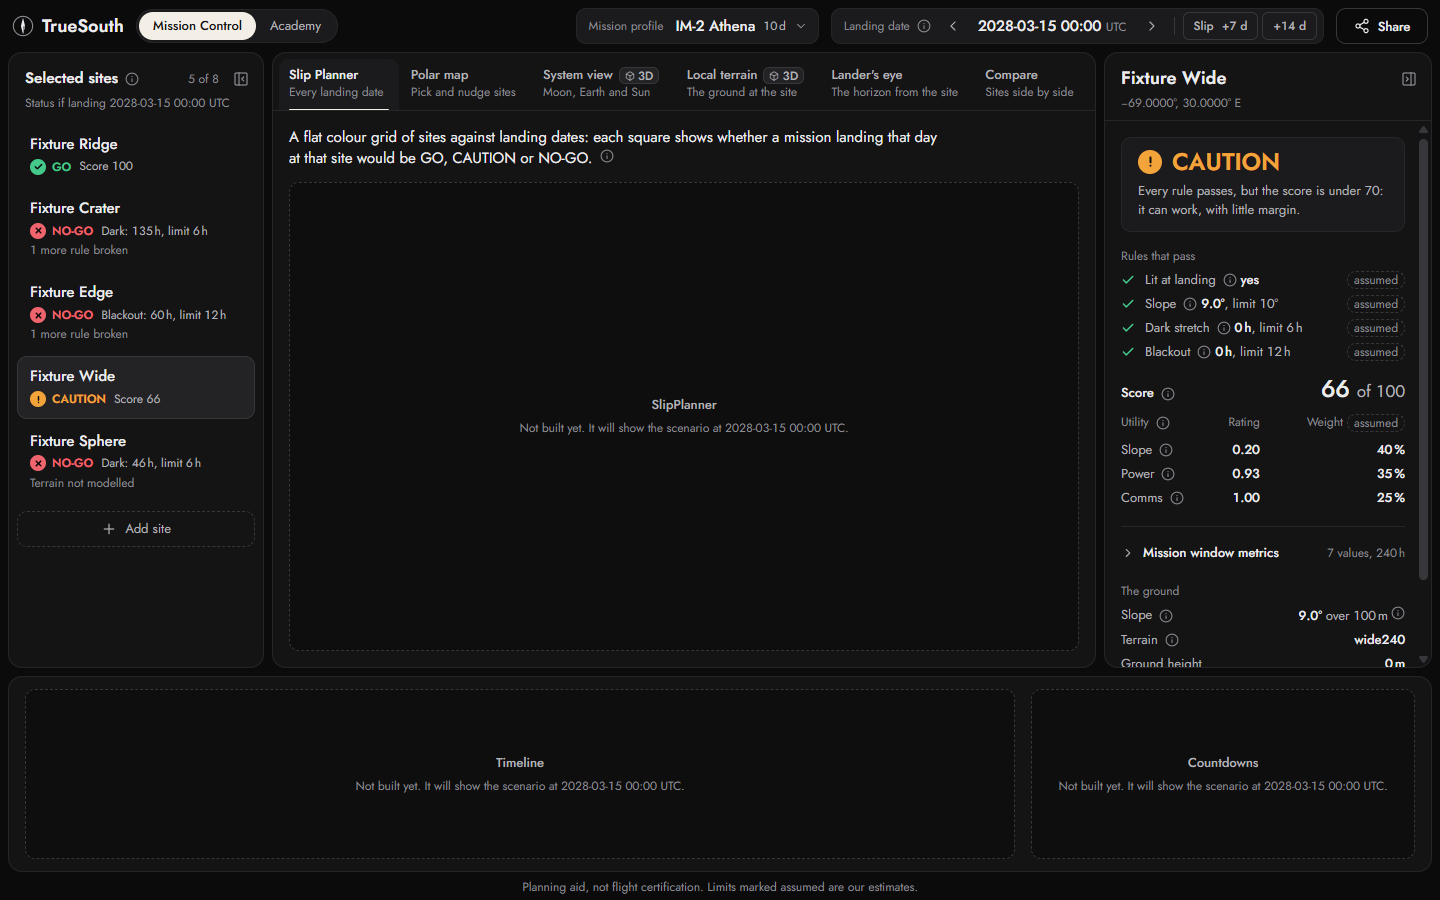 TrueSouth
Mission Control
Academy
Mission profile IM-2 Athena 10 d
Landing date 2028-03-15 00:00 UTC
Slip +7 d
+14 d
Share
Selected sites 5 of 8
Status if landing 2028-03-15 00:00 UTC
Fixture Ridge
GO Score 100
Fixture Crater
NO-GO Dark: 135 h, limit 6 h
1 more rule broken
Fixture Edge
NO-GO Blackout: 60 h, limit 12 h
1 more rule broken
Fixture Wide
CAUTION Score 66
Fixture Sphere
NO-GO Dark: 46 h, limit 6 h
Terrain not modelled
Add site
Slip Planner
Every landing date
Polar map
Pick and nudge sites
System view 3D
Moon, Earth and Sun
Local terrain 3D
The ground at the site
Lander's eye
The horizon from the site
Compare
Sites side by side
A flat colour grid of sites against landing dates: each square shows whether a mission landing that day
at that site would be GO, CAUTION or NO-GO.
SlipPlanner
Not built yet. It will show the scenario at 2028-03-15 00:00 UTC.
Fixture Wide
−69.0000°, 30.0000° E
CAUTION
Every rule passes, but the score is under 70:
it can work, with little margin.
Rules that pass
Lit at landing yes assumed
Slope 9.0°, limit 10° assumed
Dark stretch 0 h, limit 6 h assumed
Blackout 0 h, limit 12 h assumed
Score 66 of 100
Utility Rating Weight assumed
Slope 0.20 40 %
Power 0.93 35 %
Comms 1.00 25 %
Mission window metrics 7 values, 240 h
The ground
Slope 9.0° over 100 m
Terrain wide240
Ground height 0 m
Timeline
Not built yet. It will show the scenario at 2028-03-15 00:00 UTC.
Countdowns
Not built yet. It will show the scenario at 2028-03-15 00:00 UTC.
Planning aid, not flight certification. Limits marked assumed are our estimates.